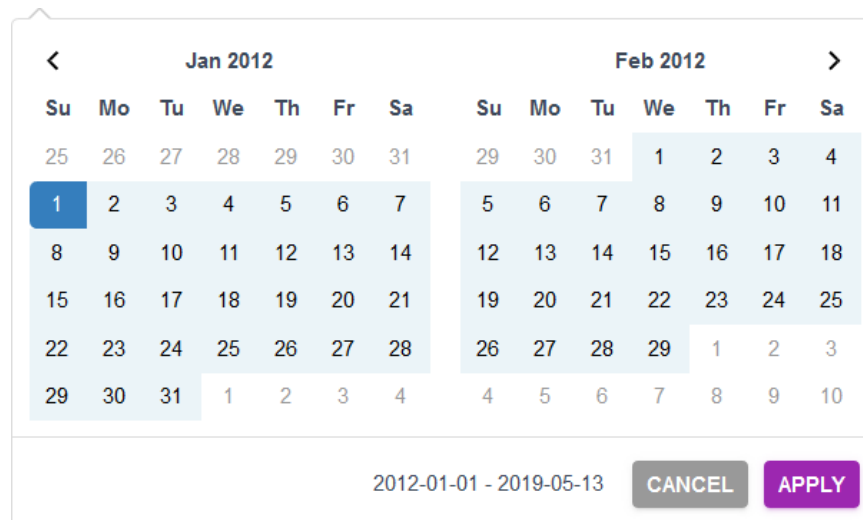 Jan 2012
Su Mo Tu We Th Fr Sa
25 26 27 28 29 30 31
1 2 3 4 5 6 7
8 9 10 11 12 13 14
15 16 17 18 19 20 21
22 23 24 25 26 27 28
29 30 31 1 2 3 4
Feb 2012
Su Mo Tu We Th Fr Sa
29 30 31 1 2 3 4
5 6 7 8 9 10 11
12 13 14 15 16 17 18
19 20 21 22 23 24 25
26 27 28 29 1 2 3
4 5 6 7 8 9 10
2012-01-01 - 2019-05-13 CANCEL APPLY